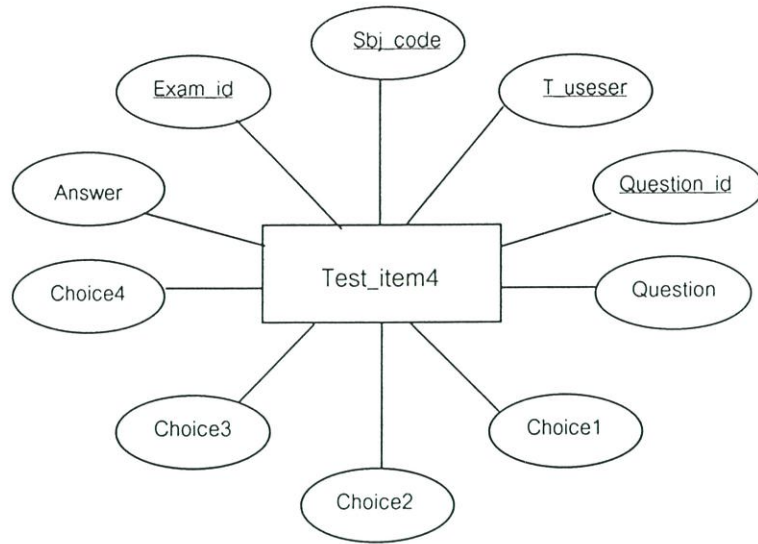 Sbj_code
Exam_id
T_useser
Answer
Question_id
Test_item4
Choice4
Question
Choice3
Choice1
Choice2